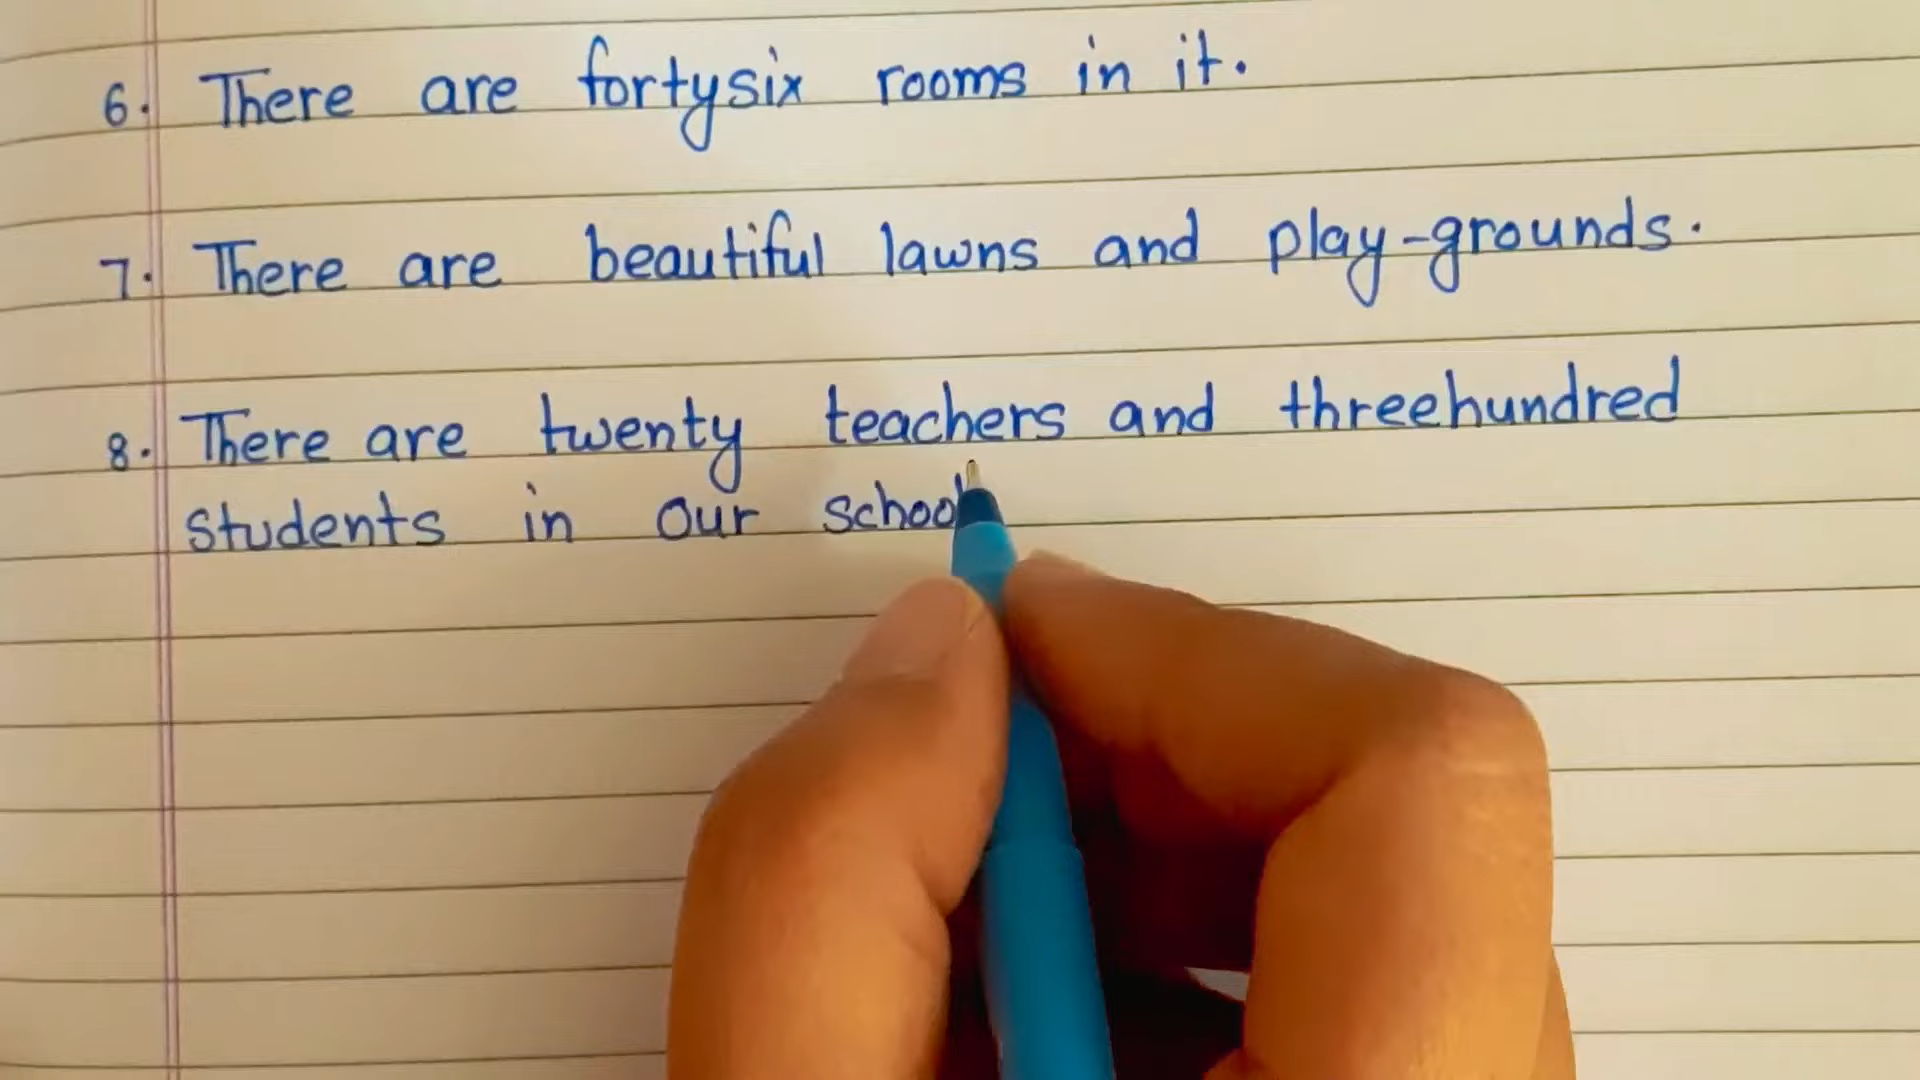 6. There are fortysix rooms in it.
7. There are beautiful lawns and play-grounds.
8. There are twenty teachers and threehundred
students in our school